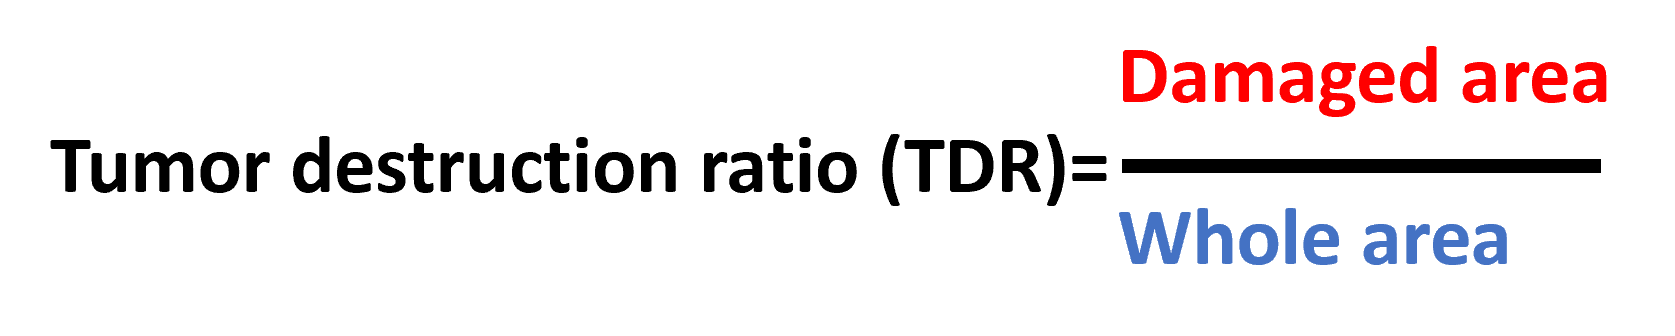 Damaged area
Tumor destruction ratio (TDR)=
Whole area